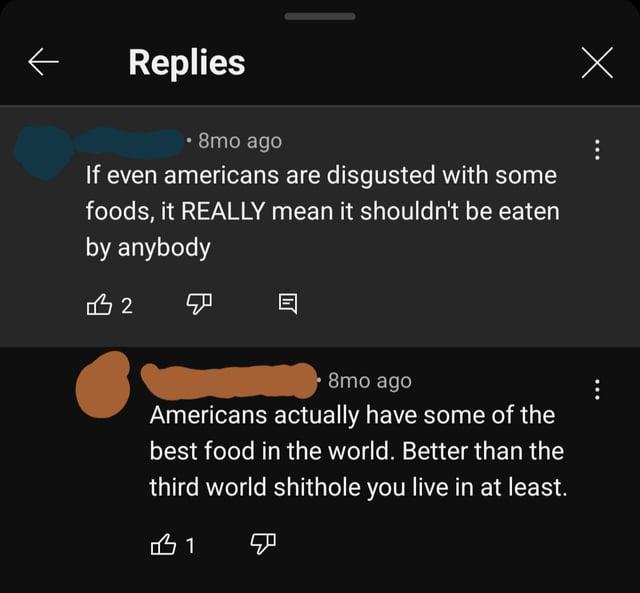 Replies
• 8mo ago
If even americans are disgusted with some
foods, it REALLY mean it shouldn't be eaten
by anybody
2
• 8mo ago
Americans actually have some of the
best food in the world. Better than the
third world shithole you live in at least.
1